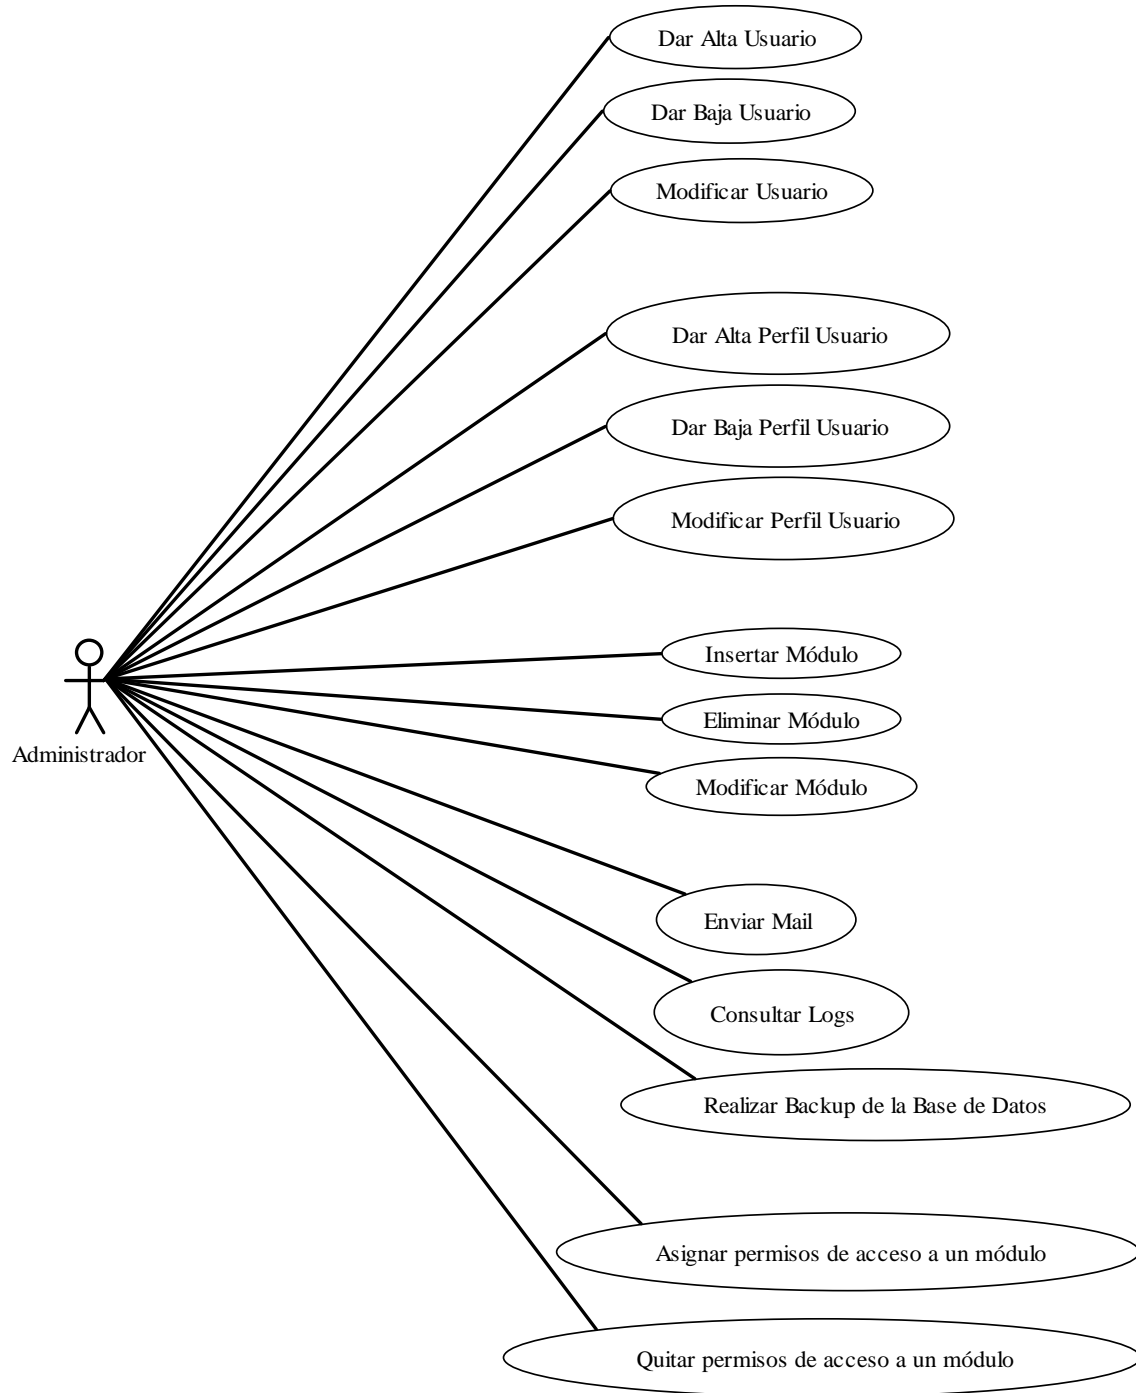 Dar Alta Usuario
Dar Baja Usuario
Modificar Usuario
Dar Alta Perfil Usuario
Dar Baja Perfil Usuario
Modificar Perfil Usuario
Insertar Módulo
Eliminar Módulo
Administrador
Modificar Módulo
Enviar Mail
Consultar Logs
Realizar Backup de la Base de Datos
Asignar permisos de acceso a un módulo
Quitar permisos de acceso a un módulo